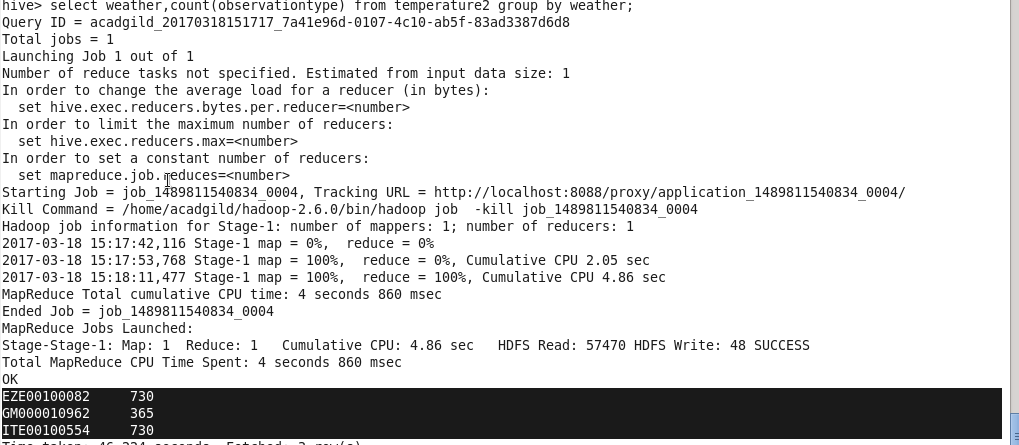 hive> select weather,count(observationtype) from temperature2 group by weather;
Query ID = acadgild_20170318151717_7a41e96d-0107-4c10-ab5f-83ad3387d6d8
Total jobs = 1
Launching Job 1 out of 1
Number of reduce tasks not specified. Estimated from input data size: 1
In order to change the average load for a reducer (in bytes):
  set hive.exec.reducers.bytes.per.reducer=<number>
In order to limit the maximum number of reducers:
  set hive.exec.reducers.max=<number>
In order to set a constant number of reducers:
  set mapreduce.job.reduces=<number>
Starting Job = job_1489811540834_0004, Tracking URL = http://localhost:8088/proxy/application_1489811540834_0004/
Kill Command = /home/acadgild/hadoop-2.6.0/bin/hadoop job  -kill job_1489811540834_0004
Hadoop job information for Stage-1: number of mappers: 1; number of reducers: 1
2017-03-18 15:17:42,116 Stage-1 map = 0%,  reduce = 0%
2017-03-18 15:17:53,768 Stage-1 map = 100%,  reduce = 0%, Cumulative CPU 2.05 sec
2017-03-18 15:18:11,477 Stage-1 map = 100%,  reduce = 100%, Cumulative CPU 4.86 sec
MapReduce Total cumulative CPU time: 4 seconds 860 msec
Ended Job = job_1489811540834_0004
MapReduce Jobs Launched:
Stage-Stage-1: Map: 1  Reduce: 1   Cumulative CPU: 4.86 sec   HDFS Read: 57470 HDFS Write: 48 SUCCESS
Total MapReduce CPU Time Spent: 4 seconds 860 msec
OK
EZE00100082     730
GM000010962     365
ITE00100554     730
Time taken: 46.224 seconds, Fetched: 3 row(s)